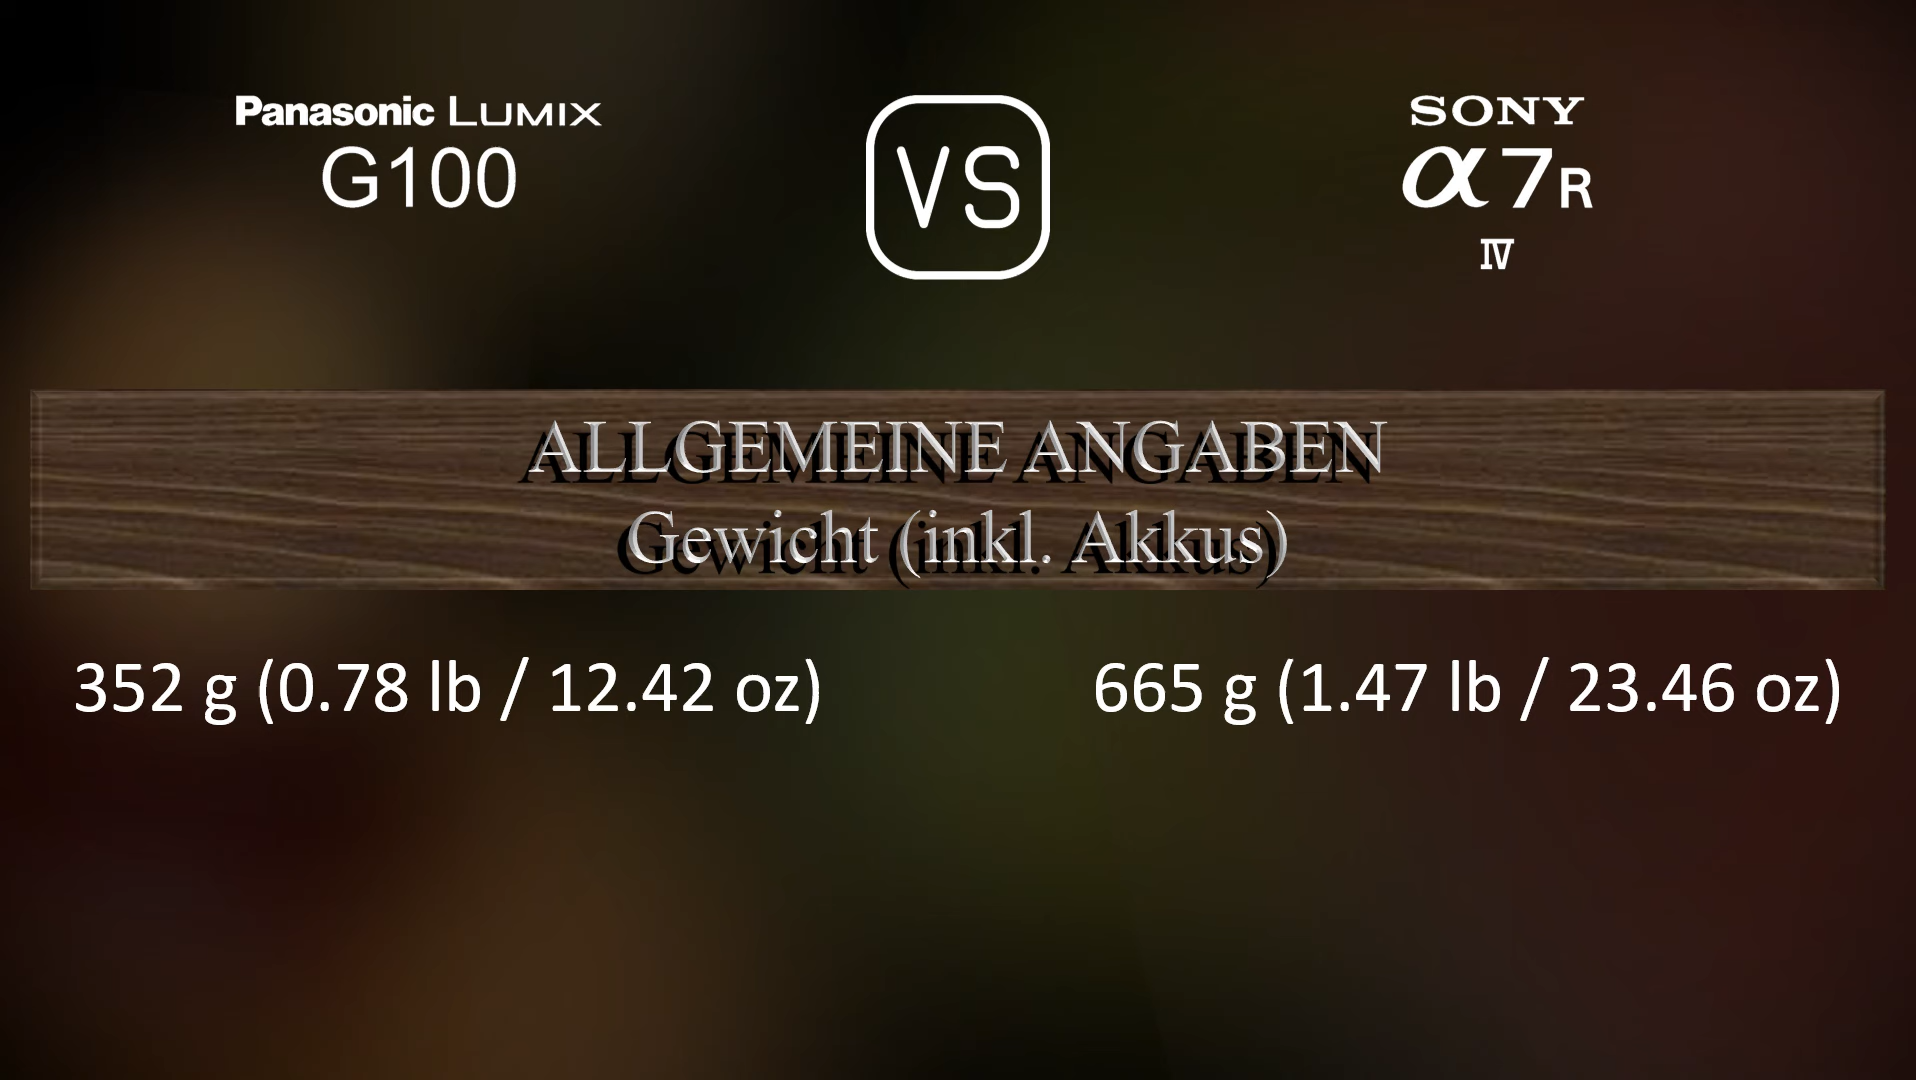 Panasonic LUMIX
G100
VS
SONY
α7R
IV
ALLGEMEINE ANGABEN
Gewicht (inkl. Akkus)
352 g (0.78 lb / 12.42 oz)
665 g (1.47 lb / 23.46 oz)